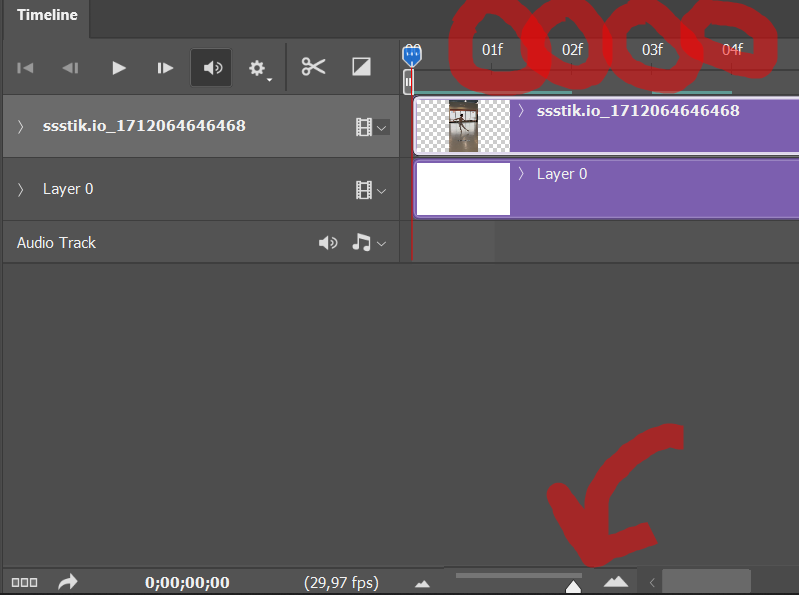 Timeline
00 01f 02f 03f 04f
ssstik.io_1712064646468
ssstik.io_1712064646468
Layer 0
Layer 0
Audio Track
0;00;00;00 (29,97 fps)